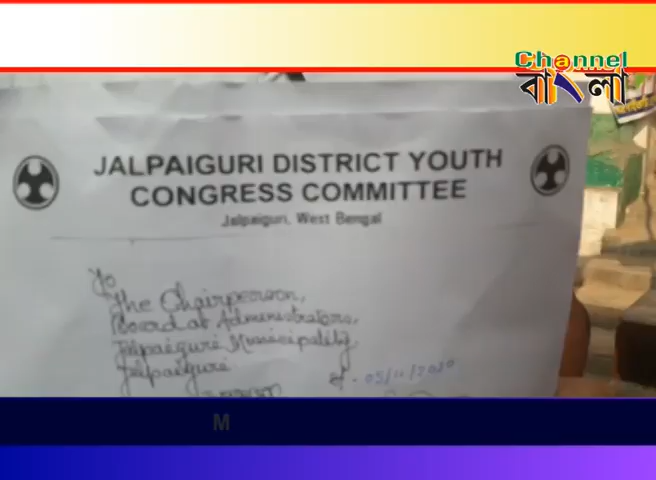 Channel
বাংলা
JALPAIGURI DISTRICT YOUTH
CONGRESS COMMITTEE
Jalpaiguri, West Bengal
To
The Chairperson,
Board of Administrators,
Jalpaiguri Municipality,
Jalpaiguri
05/11/2020
M